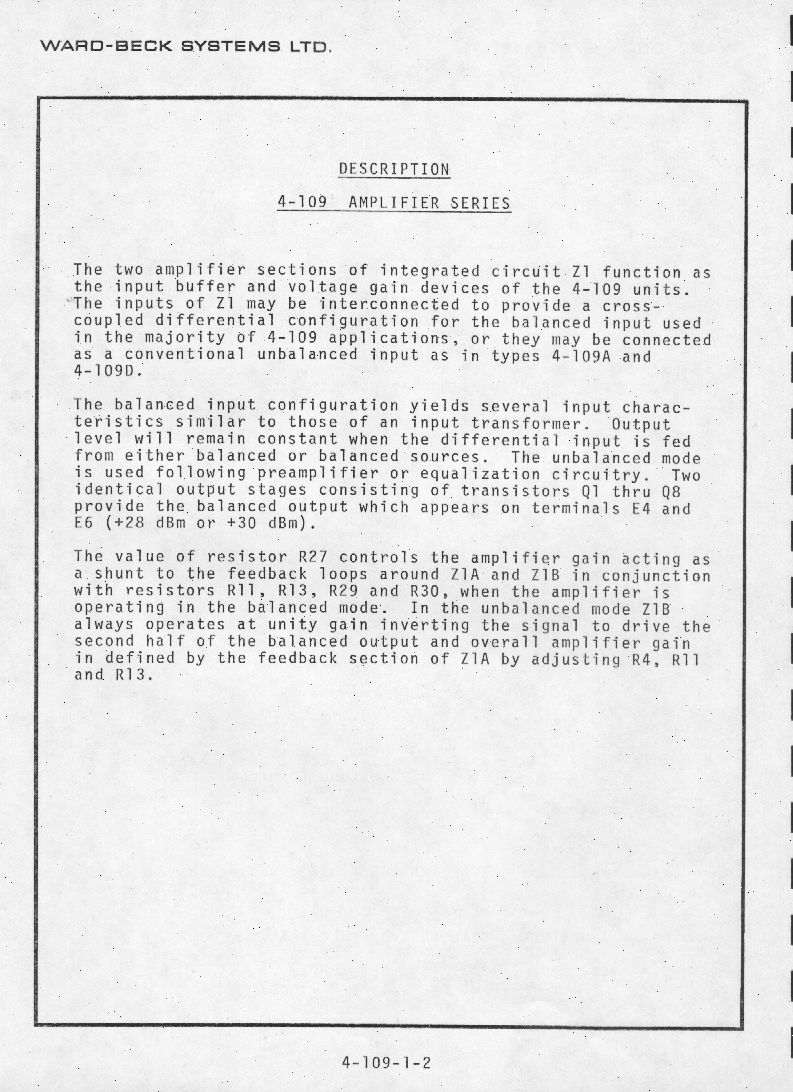 WARD-BECK SYSTEMS LTD.
DESCRIPTION
4-109 AMPLIFIER SERIES
The two amplifier sections of integrated circuit Z1 function as
the input buffer and voltage gain devices of the 4-109 units.
The inputs of Z1 may be interconnected to provide a cross-
coupled differential configuration for the balanced input used
in the majority of 4-109 applications, or they may be connected
as a conventional unbalanced input as in types 4-109A and
4-109D.
The balanced input configuration yields several input charac-
teristics similar to those of an input transformer. Output
level will remain constant when the differential input is fed
from either balanced or balanced sources. The unbalanced mode
is used following preamplifier or equalization circuitry. Two
identical output stages consisting of transistors Q1 thru Q8
provide the balanced output which appears on terminals E4 and
E6 (+28 dBm or +30 dBm).
The value of resistor R27 controls the amplifier gain acting as
a shunt to the feedback loops around Z1A and Z1B in conjunction
with resistors R11, R13, R29 and R30, when the amplifier is
operating in the balanced mode. In the unbalanced mode Z1B
always operates at unity gain inverting the signal to drive the
second half of the balanced output and overall amplifier gain
in defined by the feedback section of Z1A by adjusting R4, R11
and R13.
4-109-1-2